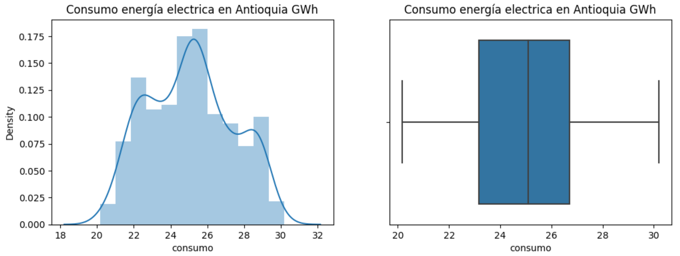 Consumo energía electrica en Antioquia GWh
Density
0.175
0.150
0.125
0.100
0.075
0.050
0.025
0.000
18 20 22 24 26 28 30 32
consumo
Consumo energía electrica en Antioquia GWh
20 22 24 26 28 30
consumo